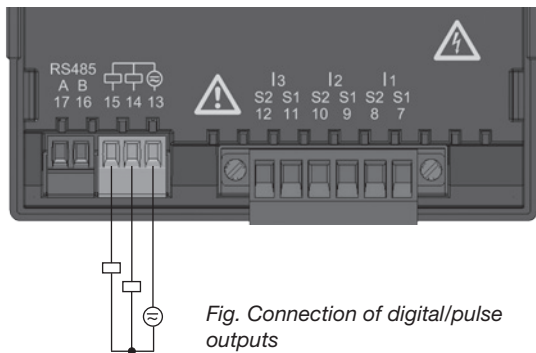 RS485
A B
17 16 15 14 13
I3 I2 I1
S2 S1 S2 S1 S2 S1
12 11 10 9 8 7
Fig. Connection of digital/pulse
outputs